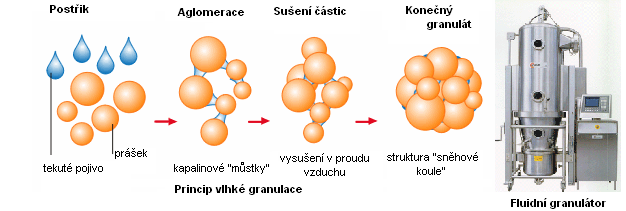 Postřik
Aglomerace
Sušení částic
Konečný
granulát
tekuté pojivo
prášek
kapalinové "můstky"
vysušení v proudu
vzduchu
struktura "sněhové
koule"
Princip vlhké granulace
Fluidní granulátor